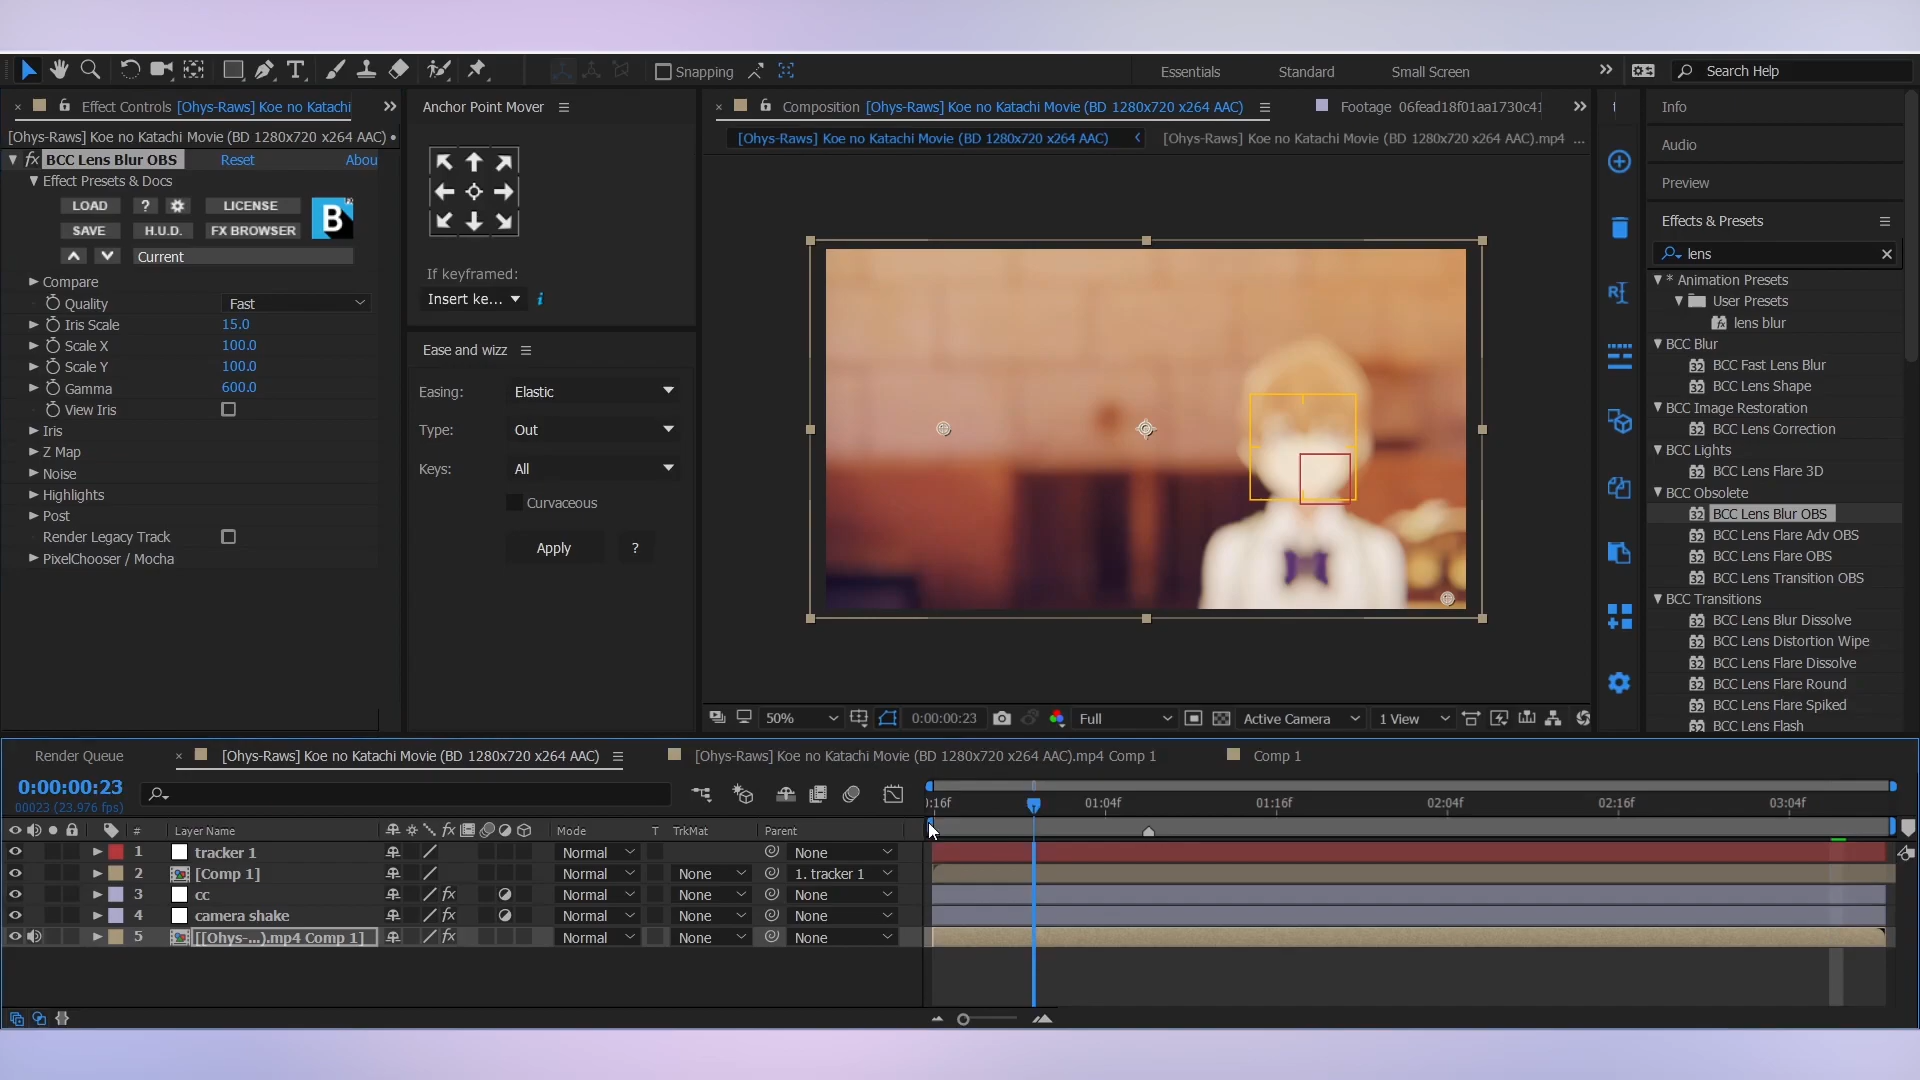 Snapping
Essentials
Standard
Small Screen
Search Help
Effect Controls [Ohys-Raws] Koe no Katachi
Anchor Point Mover
Composition [Ohys-Raws] Koe no Katachi Movie (BD 1280x720 x264 AAC)
Footage 06fead18f01aa1730c41
Info
[Ohys-Raws] Koe no Katachi Movie (BD 1280x720 x264 AAC) •
[Ohys-Raws] Koe no Katachi Movie (BD 1280x720 x264 AAC)
[Ohys-Raws] Koe no Katachi Movie (BD 1280x720 x264 AAC).mp4 ...
Audio
Preview
Effects & Presets
lens
fx BCC Lens Blur OBS
Reset
Abou
Effect Presets & Docs
LOAD
?
LICENSE
B
SAVE
H.U.D.
FX BROWSER
Current
Compare
Quality
Fast
Iris Scale
15.0
Scale X
100.0
Scale Y
100.0
Gamma
600.0
View Iris
Iris
Z Map
Noise
Highlights
Post
Render Legacy Track
PixelChooser / Mocha
If keyframed:
Insert ke...
i
Ease and wizz
Easing:
Elastic
Type:
Out
Keys:
All
Curvaceous
Apply
?
* Animation Presets
User Presets
lens blur
BCC Blur
BCC Fast Lens Blur
BCC Lens Shape
BCC Image Restoration
BCC Lens Correction
BCC Lights
BCC Lens Flare 3D
BCC Obsolete
BCC Lens Blur OBS
BCC Lens Flare Adv OBS
BCC Lens Flare OBS
BCC Lens Transition OBS
BCC Transitions
BCC Lens Blur Dissolve
BCC Lens Distortion Wipe
BCC Lens Flare Dissolve
BCC Lens Flare Round
BCC Lens Flare Spiked
BCC Lens Flash
50%
0:00:00:23
Full
Active Camera
1 View
Render Queue
[Ohys-Raws] Koe no Katachi Movie (BD 1280x720 x264 AAC)
[Ohys-Raws] Koe no Katachi Movie (BD 1280x720 x264 AAC).mp4 Comp 1
Comp 1
0:00:00:23
00023 (23.976 fps)
0:16f
01:04f
01:16f
02:04f
02:16f
03:04f
#
Layer Name
fx
Mode
T
TrkMat
Parent
1
tracker 1
Normal
None
2
[Comp 1]
Normal
None
1. tracker 1
3
cc
fx
Normal
None
None
4
camera shake
fx
Normal
None
None
5
[[Ohys-...).mp4 Comp 1]
fx
Normal
None
None